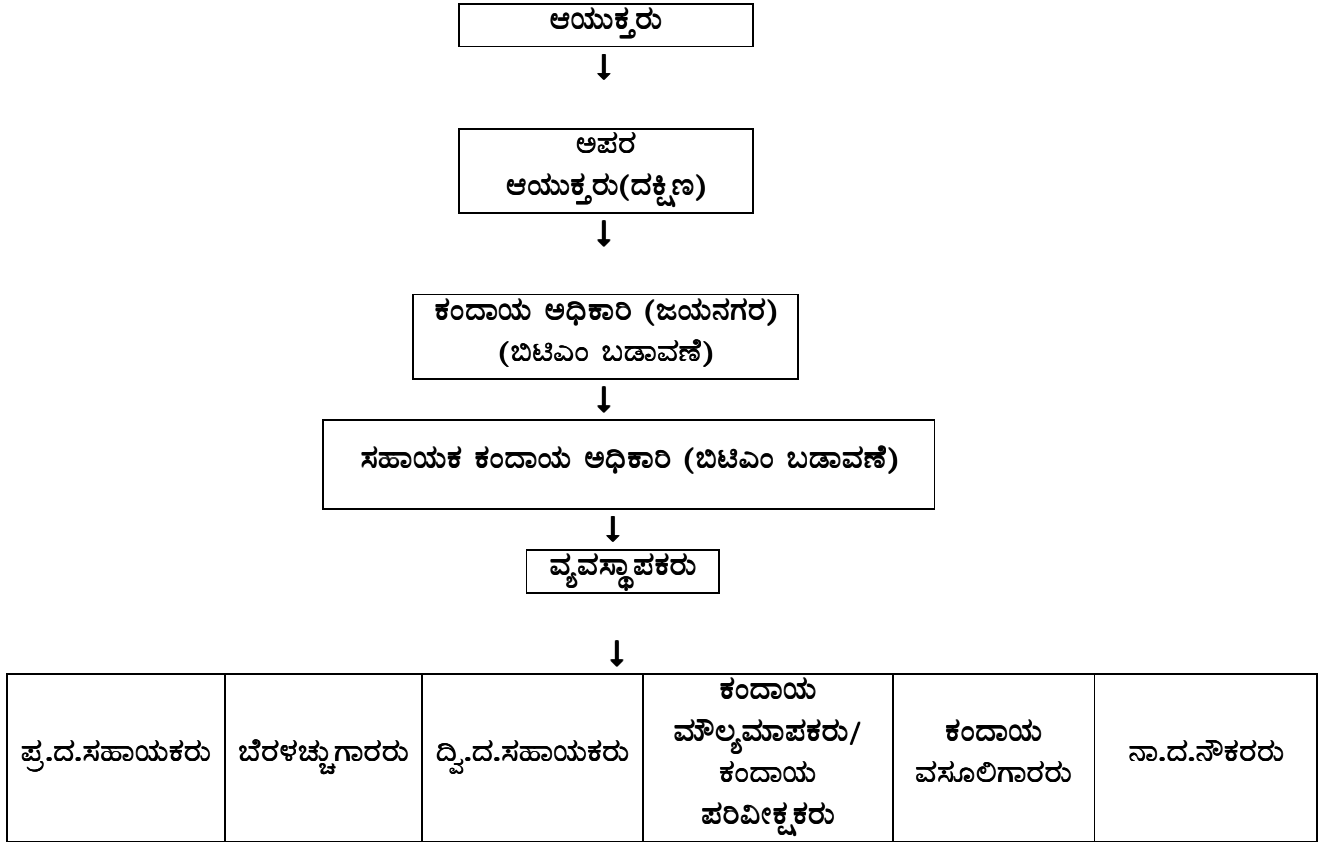 ಆಯುಕ್ತರು
ಅಪರ
ಆಯುಕ್ತರು(ದಕ್ಷಿಣ)
ಕಂದಾಯ ಅಧಿಕಾರಿ (ಜಯನಗರ)
(ಬಿಟಿಎಂ ಬಡಾವಣೆ)
ಸಹಾಯಕ ಕಂದಾಯ ಅಧಿಕಾರಿ (ಬಿಟಿಎಂ ಬಡಾವಣೆ)
ವ್ಯವಸ್ಥಾಪಕರು
ಪ್ರ.ದ.ಸಹಾಯಕರು
ಬೆರಳಚ್ಚುಗಾರರು
ದ್ವಿ.ದ.ಸಹಾಯಕರು
ಕಂದಾಯ
ಮೌಲ್ಯಮಾಪಕರು/
ಕಂದಾಯ
ಪರಿವೀಕ್ಷಕರು
ಕಂದಾಯ
ವಸೂಲಿಗಾರರು
ನಾ.ದ.ನೌಕರರು